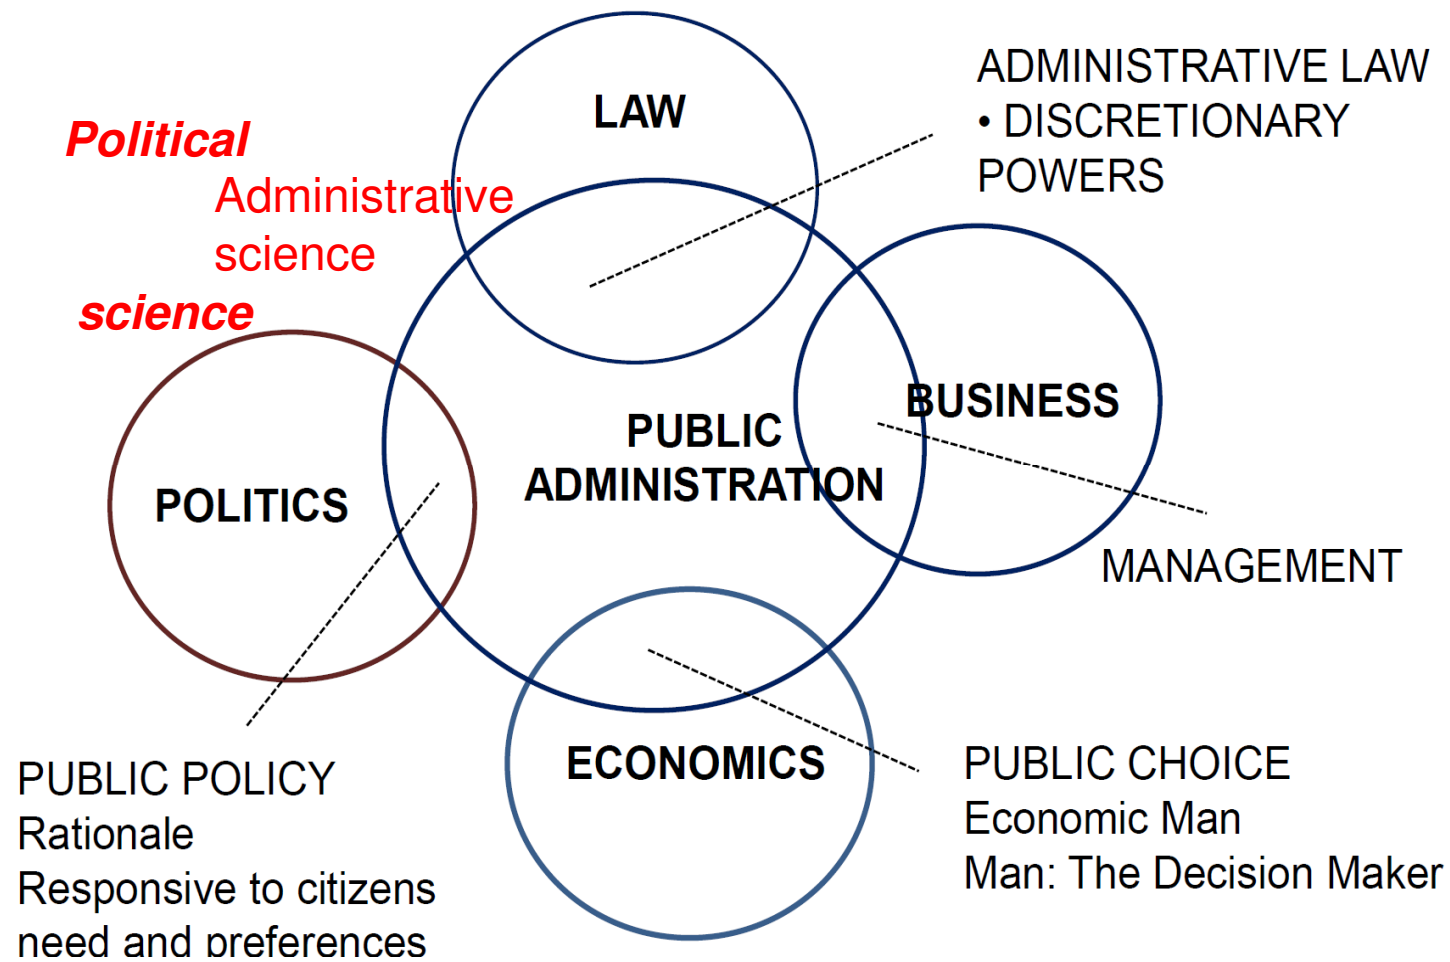 LAW
ADMINISTRATIVE LAW
• DISCRETIONARY
POWERS
Political
Administrative
science
science
BUSINESS
PUBLIC
ADMINISTRATION
POLITICS
MANAGEMENT
ECONOMICS
PUBLIC POLICY
Rationale
Responsive to citizens
need and preferences
PUBLIC CHOICE
Economic Man
Man: The Decision Maker